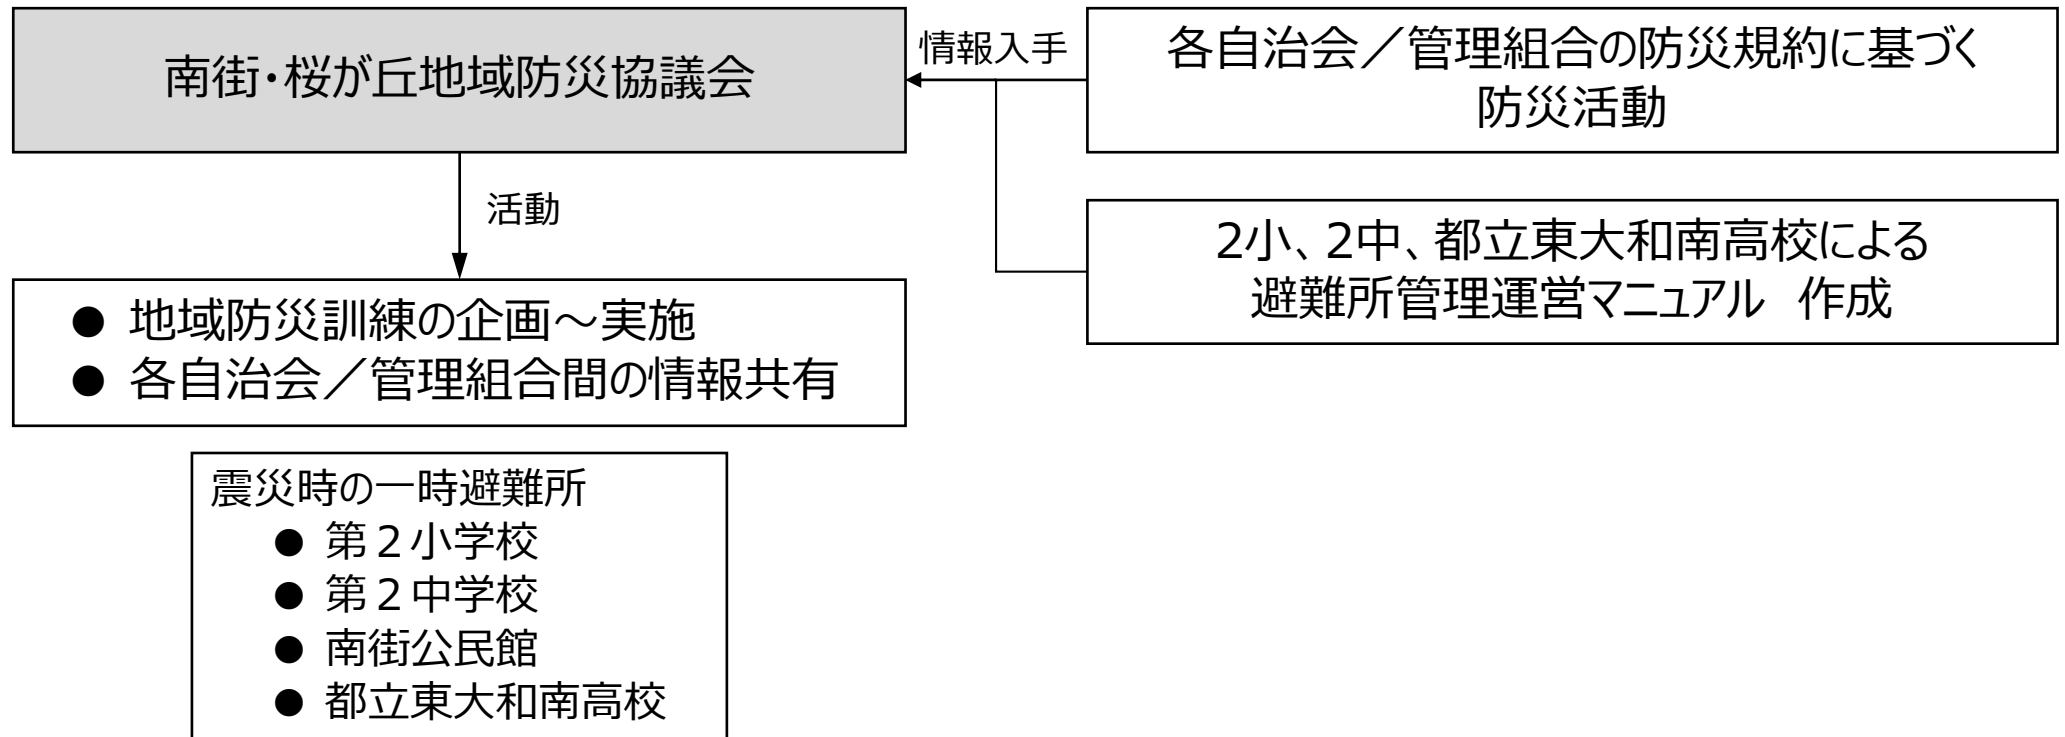 南街・桜が丘地域防災協議会
情報入手
各自治会／管理組合の防災規約に基づく
防災活動
活動
2小、2中、都立東大和南高校による
避難所管理運営マニュアル　作成
● 地域防災訓練の企画～実施
● 各自治会／管理組合間の情報共有
震災時の一時避難所
● 第２小学校
● 第２中学校
● 南街公民館
● 都立東大和南高校